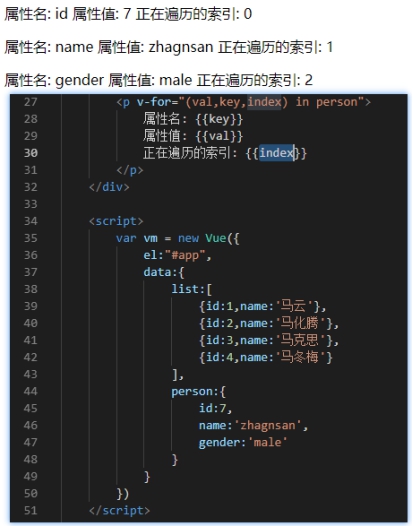 属性名: id 属性值: 7 正在遍历的索引: 0
属性名: name 属性值: zhagnsan 正在遍历的索引: 1
属性名: gender 属性值: male 正在遍历的索引: 2
27 <p v-for="(val,key,index) in person">
28 属性名: {{key}}
29 属性值: {{val}}
30 正在遍历的索引: {{index}}
31 </p>
32 </div>
33
34 <script>
35 var vm = new Vue({
36 el:"#app",
37 data:{
38 list:[
39 {id:1,name:'马云'},
40 {id:2,name:'马化腾'},
41 {id:3,name:'马克思'},
42 {id:4,name:'马冬梅'}
43 ],
44 person:{
45 id:7,
46 name:'zhagnsan',
47 gender:'male'
48 }
49 }
50 })
51 </script>